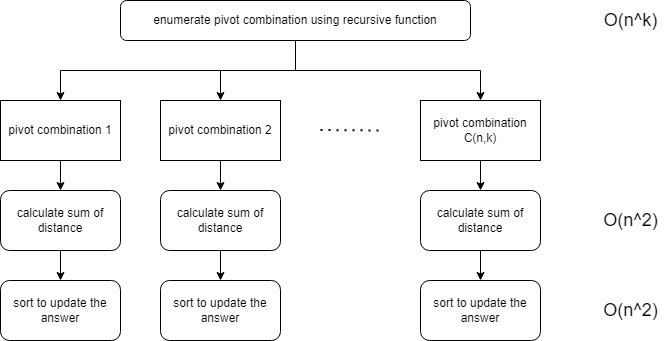 enumerate pivot combination using recursive function
O(n^k)
pivot combination 1
pivot combination 2
........
pivot combination
C(n,k)
calculate sum of
distance
calculate sum of
distance
calculate sum of
distance
O(n^2)
sort to update the
answer
sort to update the
answer
sort to update the
answer
O(n^2)